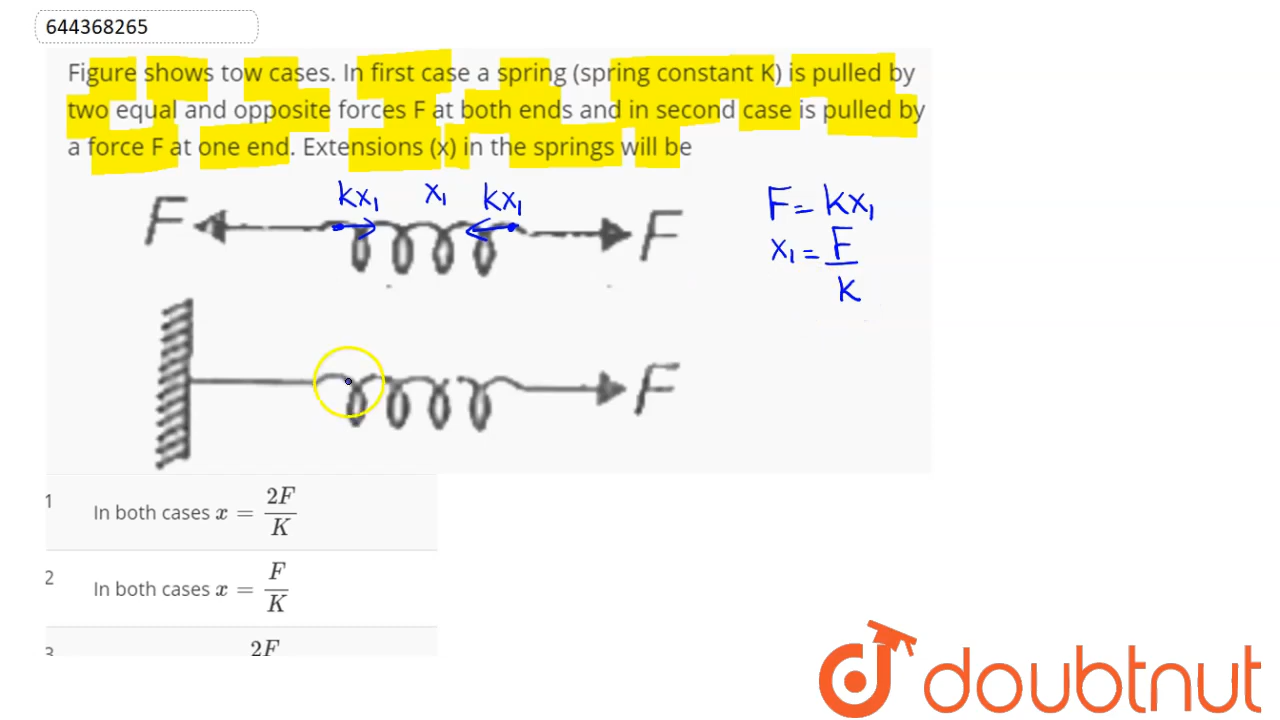 644368265
Figure shows tow cases. In first case a spring (spring constant K) is pulled by
two equal and opposite forces F at both ends and in second case is pulled by
a force F at one end. Extensions (x) in the springs will be
F kx₁ x₁ kx₁ F
F = kx₁
x₁ = F/k
F
1 In both cases x = 2F/K
2 In both cases x = F/K
3 2F
doubtnut